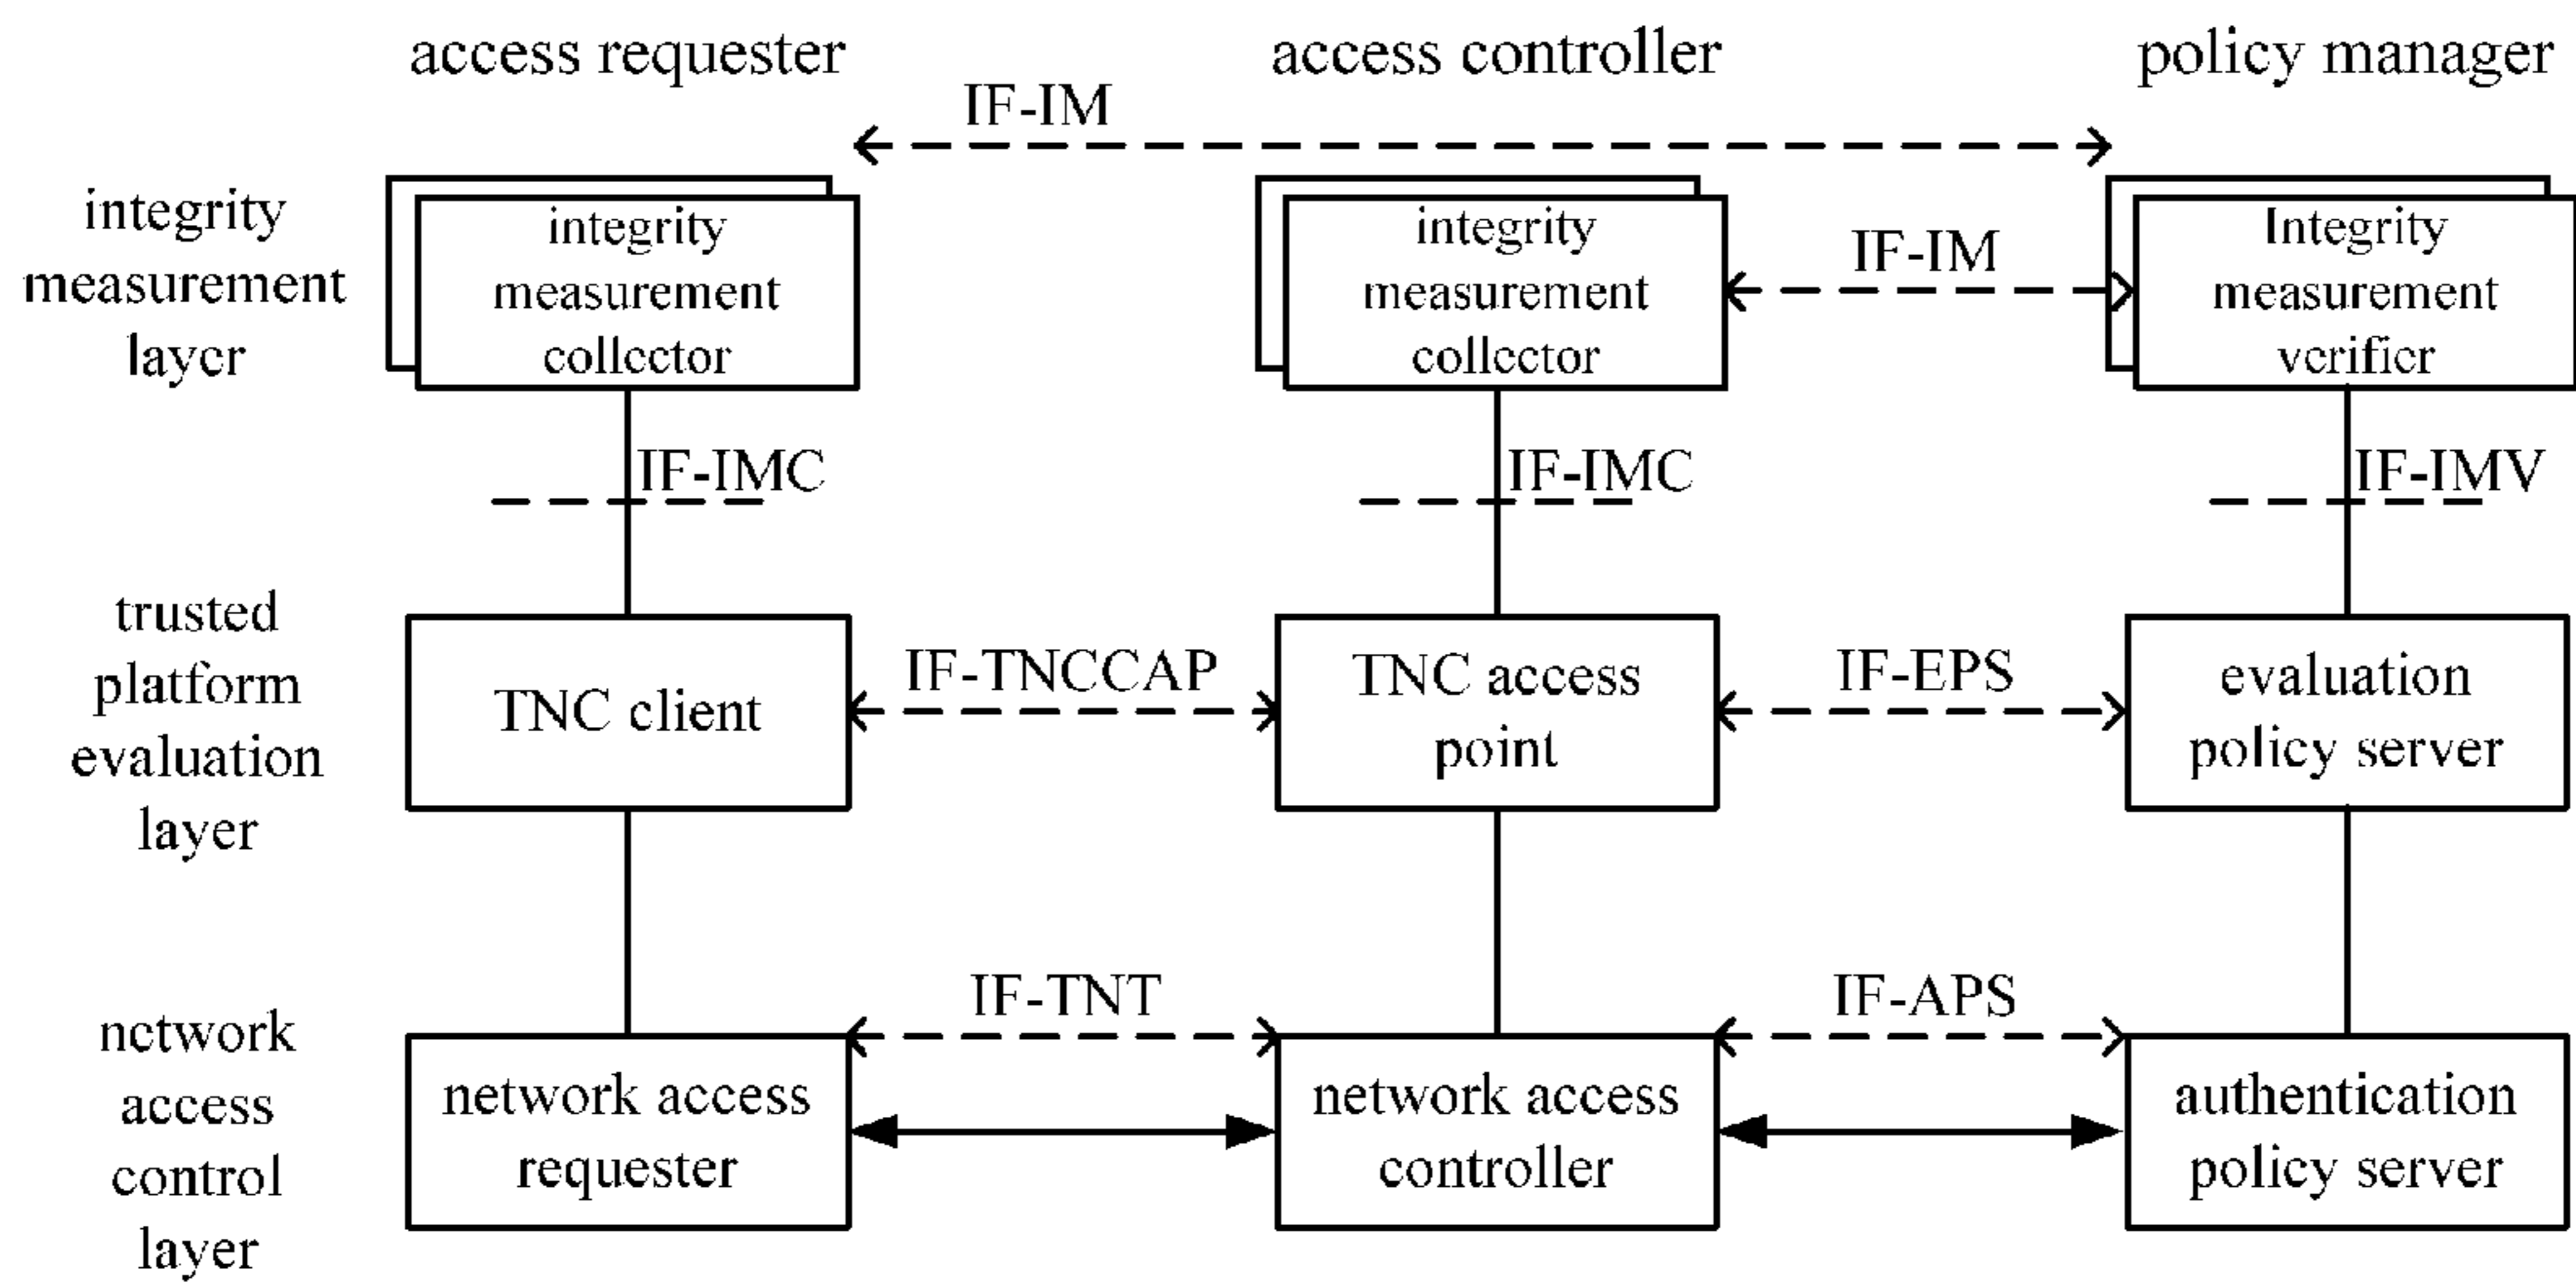 access requester
access controller
policy manager
IF-IM
integrity
measurement
layer
integrity
measurement
collector
integrity
measurement
collector
IF-IM
Integrity
measurement
verifier
IF-IMC
IF-IMC
IF-IMV
trusted
platform
evaluation
layer
TNC client
IF-TNCCAP
TNC access
point
IF-EPS
evaluation
policy server
network
access
control
layer
IF-TNT
IF-APS
network access
requester
network access
controller
authentication
policy server